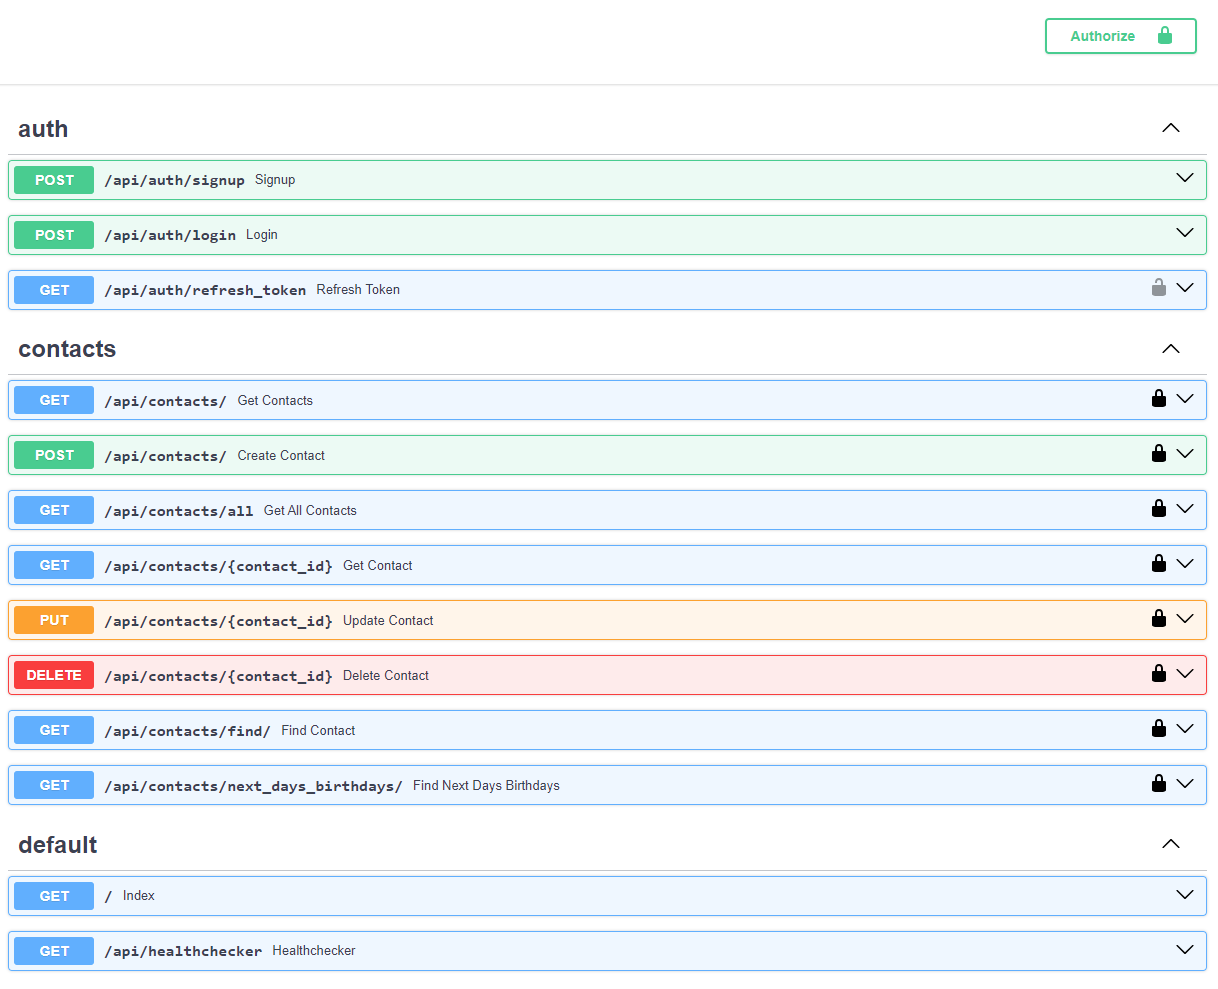 Authorize
auth
POST /api/auth/signup Signup
POST /api/auth/login Login
GET /api/auth/refresh_token Refresh Token
contacts
GET /api/contacts/ Get Contacts
POST /api/contacts/ Create Contact
GET /api/contacts/all Get All Contacts
GET /api/contacts/{contact_id} Get Contact
PUT /api/contacts/{contact_id} Update Contact
DELETE /api/contacts/{contact_id} Delete Contact
GET /api/contacts/find/ Find Contact
GET /api/contacts/next_days_birthdays/ Find Next Days Birthdays
default
GET / Index
GET /api/healthchecker Healthchecker